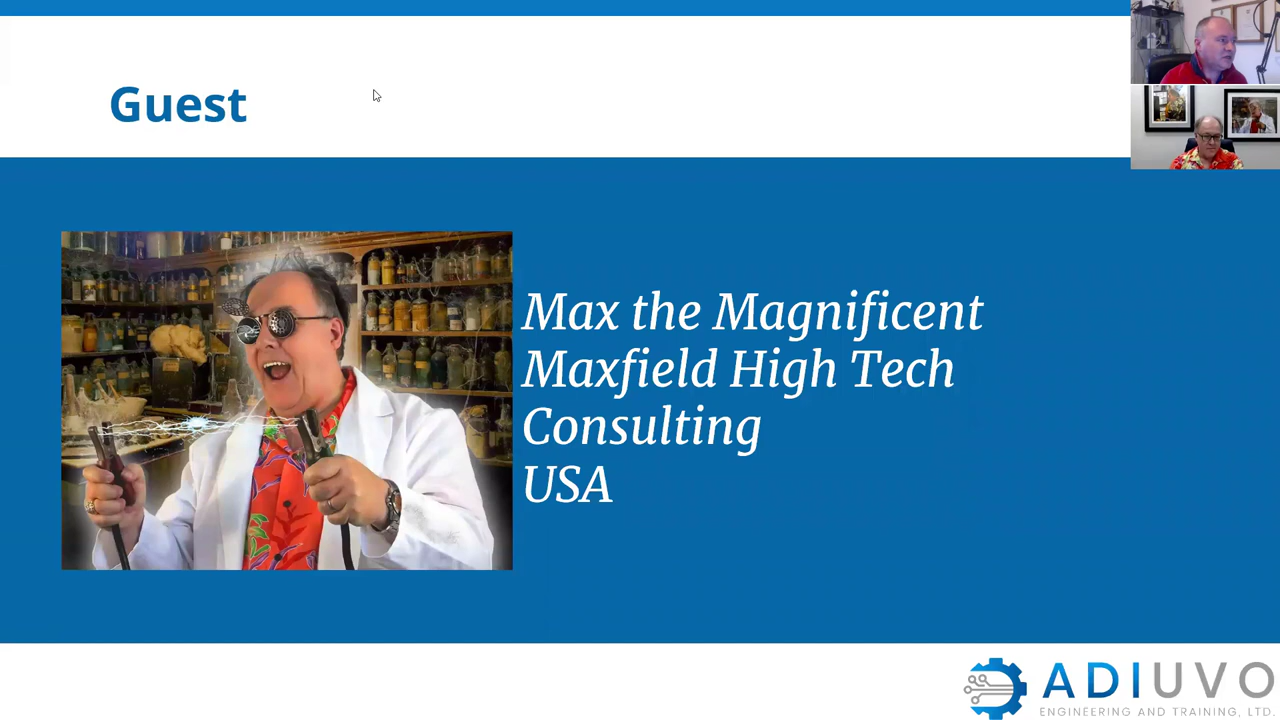 Guest
Max the Magnificent
Maxfield High Tech
Consulting
USA
ADIUVO
ENGINEERING AND TRAINING, LTD.